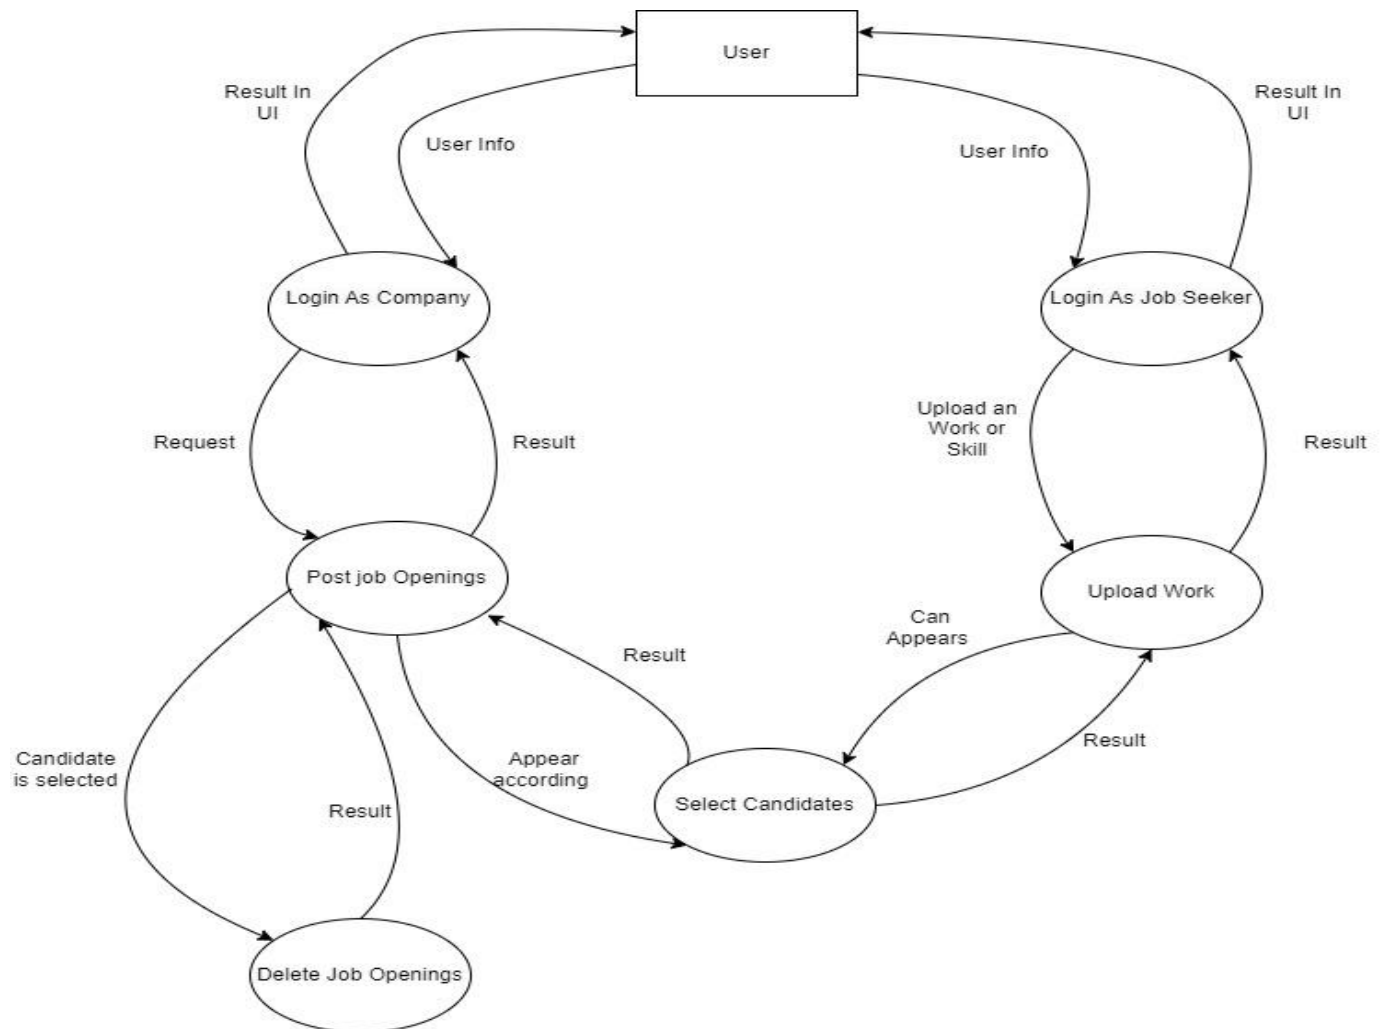 User
Result In
UI
User Info
User Info
Result In
UI
Login As Company
Login As Job Seeker
Request
Result
Upload an
Work or
Skill
Result
Post job Openings
Upload Work
Can
Appears
Result
Candidate
is selected
Result
Appear
according
Result
Select Candidates
Delete Job Openings